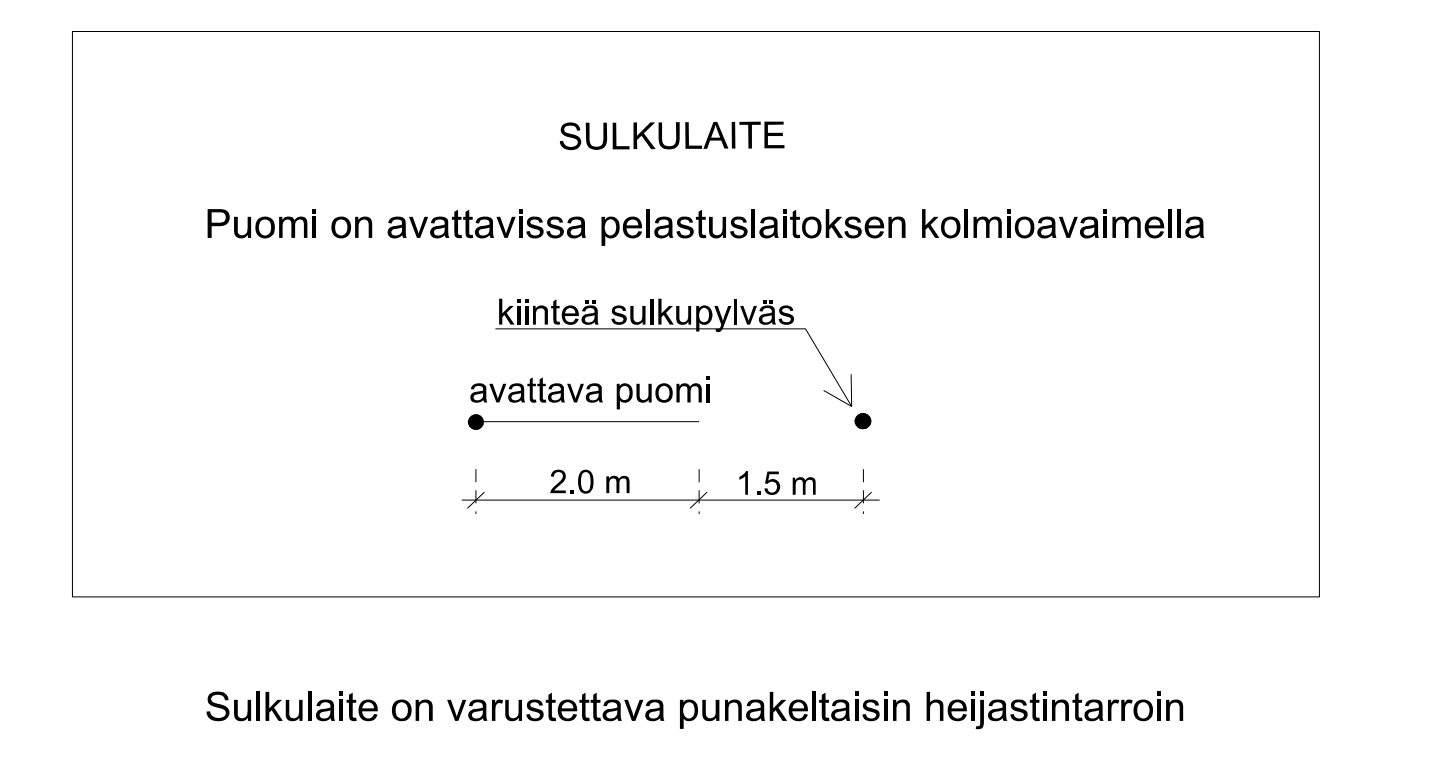 SULKULAITE
Puomi on avattavissa pelastuslaitoksen kolmioavaimella
kiinteä sulkupylväs
avattava puomi
2.0 m
1.5 m
Sulkulaite on varustettava punakeltaisin heijastintarroin